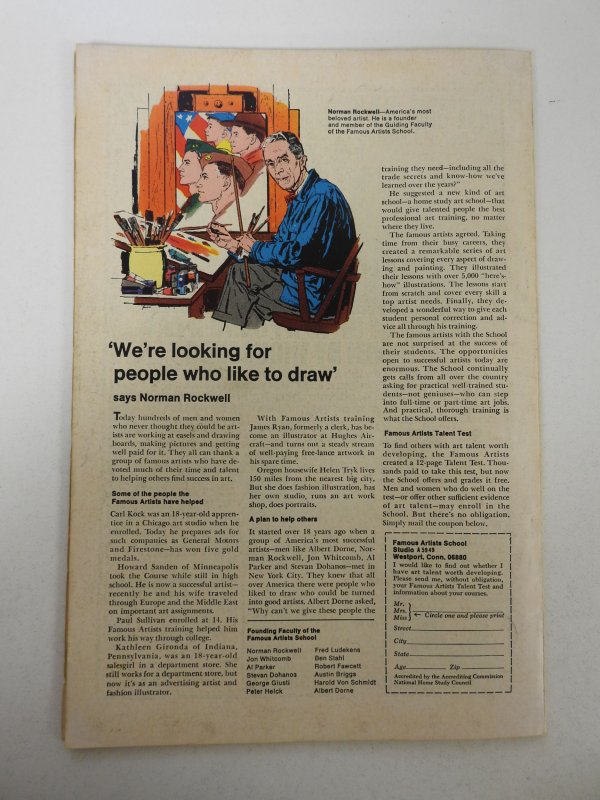 Norman Rockwell—America's most
beloved artist. He is a founder
and member of the Guiding Faculty
of the Famous Artists School.
'We're looking for
people who like to draw'
says Norman Rockwell
Today hundreds of men and women
who never thought they could be art-
ists are working at easels and drawing
boards, making pictures and getting
well paid for it. They all can thank a
group of famous artists who have de-
voted much of their time and talent
to helping others find success in art.
Some of the people the
Famous Artists have helped
Carl Kock was an 18-year-old appren-
tice in a Chicago art studio when he
enrolled. Today he prepares ads for
such companies as General Motors
and Firestone—has won five gold
medals.
Howard Sanden of Minneapolis
took the Course while still in high
school. He is now a successful artist—
recently he and his wife traveled
through Europe and the Middle East
on important art assignments.
Paul Sullivan enrolled at 14. His
Famous Artists training helped him
work his way through college.
Kathleen Gironda of Indiana,
Pennsylvania, was an 18-year-old
salesgirl in a department store. She
still works for a department store, but
now it's as an advertising artist and
fashion illustrator.
With Famous Artists training
James Ryan, formerly a clerk, has be-
come an illustrator at Hughes Air-
craft—and turns out a steady stream
of well-paying free-lance artwork in
his spare time.
Oregon housewife Helen Tryk lives
150 miles from the nearest big city.
But she does fashion illustration, has
her own studio, runs an art work
shop, does portraits.
A plan to help others
It started over 18 years ago when a
group of America's most successful
artists—men like Albert Dorne, Nor-
man Rockwell, Jon Whitcomb, Al
Parker and Stevan Dohanos—met in
New York City. They knew that all
over America there were people who
liked to draw who could be turned
into good artists. Albert Dorne asked,
"Why can't we give these people the
Founding Faculty of the
Famous Artists School
Norman Rockwell
Jon Whitcomb
Al Parker
Stevan Dohanos
George Giusti
Peter Helck
Fred Ludekens
Ben Stahl
Robert Fawcett
Austin Briggs
Harold Von Schmidt
Albert Dorne
training they need—including all the
trade secrets and know-how we've
learned over the years?"
He suggested a new kind of art
school—a home study art school—that
would give talented people the best
professional art training, no matter
where they live.
The famous artists agreed. Taking
time from their busy careers, they
created a remarkable series of art
lessons covering every aspect of draw-
ing and painting. They illustrated
their lessons with over 5,000 "here's-
how" illustrations. The lessons start
from scratch and cover every skill a
top artist needs. Finally, they de-
veloped a wonderful way to give each
student personal correction and ad-
vice all through his training.
The famous artists with the School
are not surprised at the success of
their students. The opportunities
open to successful artists today are
enormous. The School continually
gets calls from all over the country
asking for practical well-trained stu-
dents—not geniuses—who can step
into full-time or part-time art jobs.
And practical, thorough training is
what the School offers.
Famous Artists Talent Test
To find others with art talent worth
developing, the Famous Artists
created a 12-page Talent Test. Thou-
sands paid to take this test, but now
the School offers and grades it free.
Men and women who do well on the
test—or offer other sufficient evidence
of art talent—may enroll in the
School. But there's no obligation.
Simply mail the coupon below.
Famous Artists School
Studio
Westport, Conn. 06880
I would like to find out whether I
have art talent worth developing.
Please send me, without obligation,
your Famous Artists Talent Test and
information about your courses.
Mr.
Mrs.
Miss
← Circle one and please print
Street
City
State
Age Zip
Accredited by the Accrediting Commission
National Home Study Council